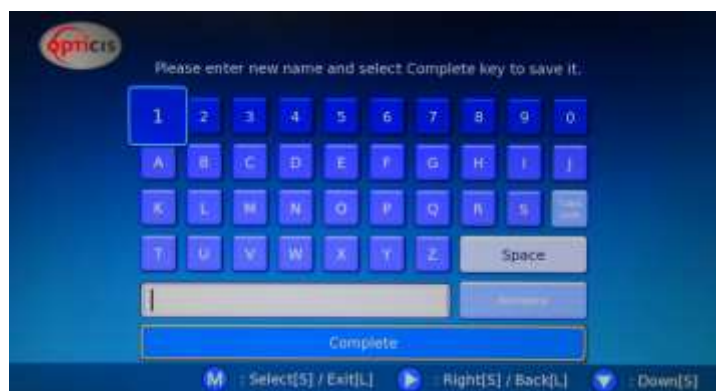 OPTICIS
Please enter new name and select Complete key to save it.
1 2 3 4 5 6 7 8 9 0
A B C D E F G H I J
K L M N O P Q R S
T U V W X Y Z Space
Complete
M : Select[S] / Exit[L] : Right[S] / Back[L] : Down[S]